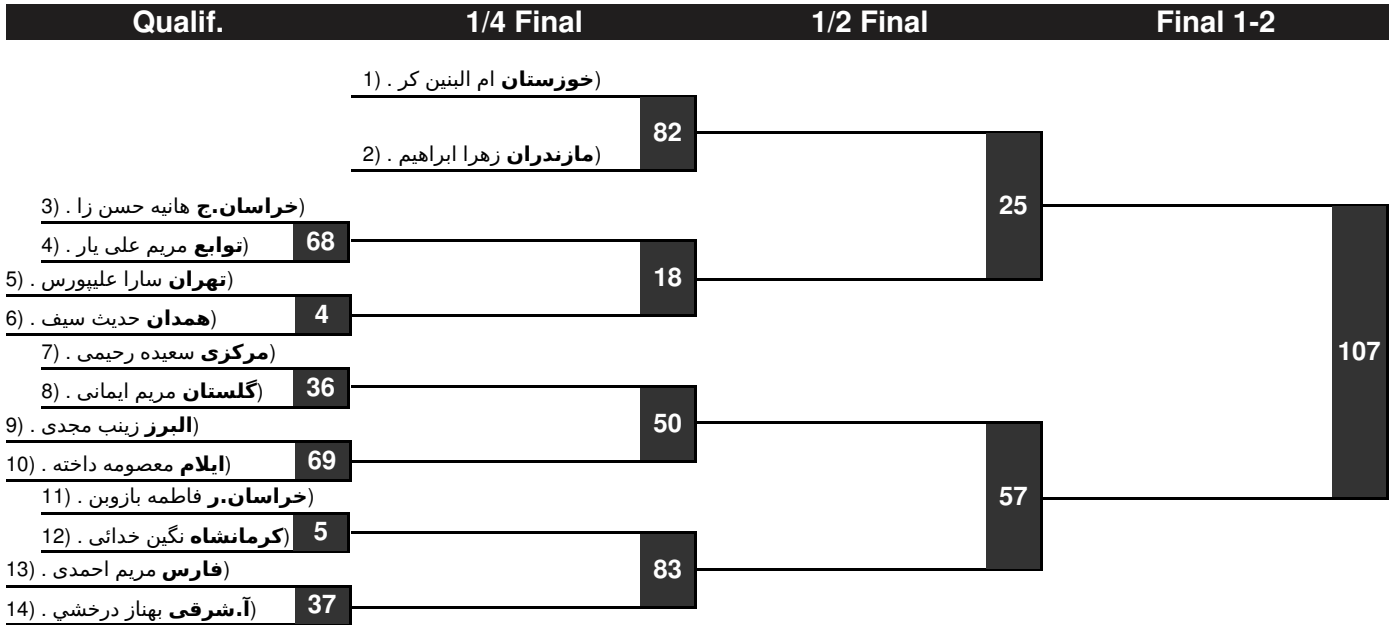 Qualif. 1/4 Final 1/2 Final Final 1-2
1) . خوزستان ام البنین کر)
82
2) . مازندران زهرا ابراهیم)
25
3) . خراسان.ج هانیه حسن زا)
68
4) . توابع مریم علی یار)
18
5) . تهران سارا علیپورس)
4
6) . همدان حدیث سیف)
107
7) . مرکزی سعیده رحیمی)
36
8) . گلستان مریم ایمانی)
50
9) . البرز زینب مجدی)
69
10) . ایلام معصومه داخته)
57
11) . خراسان.ر فاطمه بازوبن)
5
12) . کرمانشاه نگین خدائی)
83
13) . فارس مریم احمدی)
37
14) . آ.شرقی بهناز درخشي)